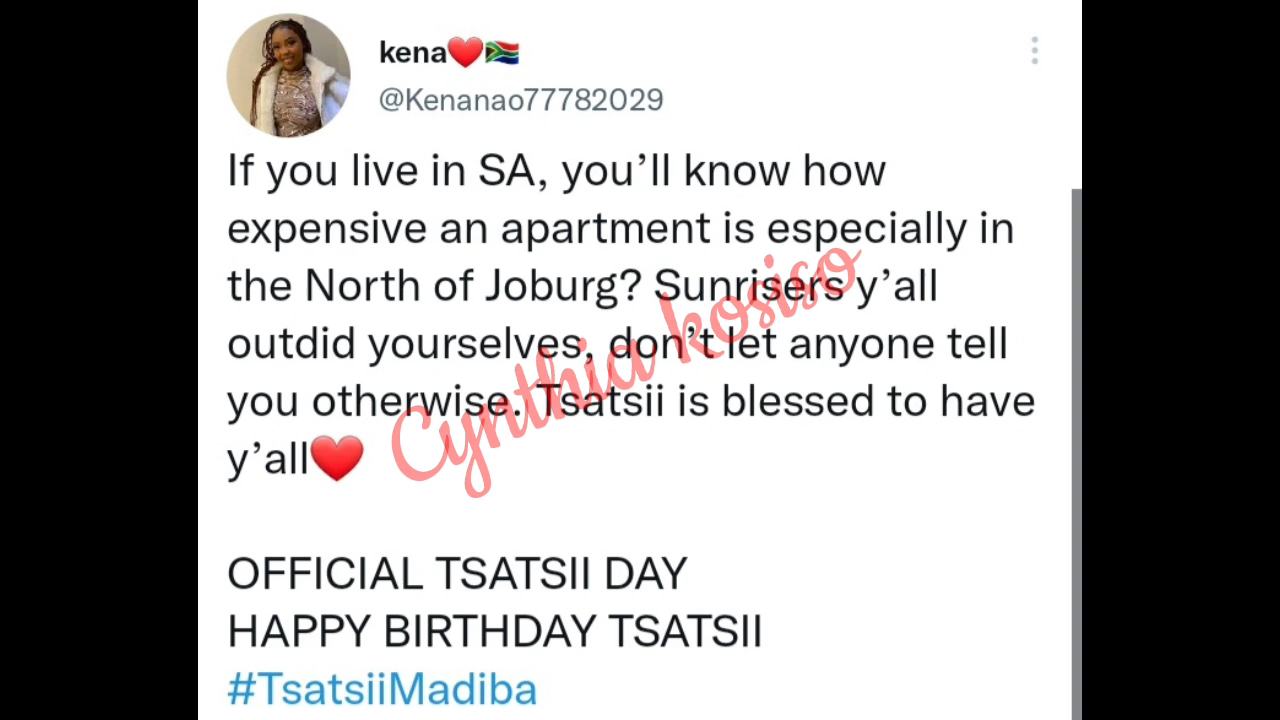 kena❤️🇿🇦
@Kenanao77782029
If you live in SA, you’ll know how
expensive an apartment is especially in
the North of Joburg? Sunrisers y’all
outdid yourselves, don’t let anyone tell
you otherwise. Tsatsii is blessed to have
y’all❤️
Cynthia kosiso
OFFICIAL TSATSII DAY
HAPPY BIRTHDAY TSATSII
#TsatsiiMadiba